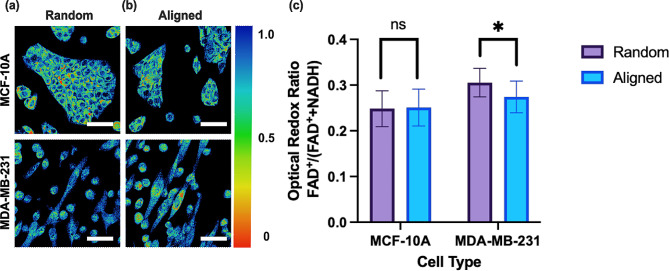 (a)
Random
(b)
Aligned
MCF-10A
MDA-MB-231
1.0
0.5
0
(c)
Optical Redox Ratio
FAD⁺/(FAD⁺+NADH)
0.4
0.3
0.2
0.1
0.0
ns
*
MCF-10A
MDA-MB-231
Cell Type
Random
Aligned